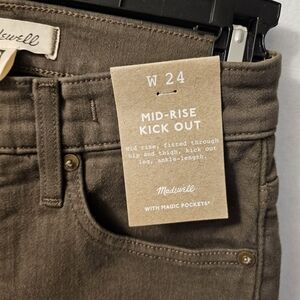 Madewell
W 24
MID-RISE
KICK OUT
Mid rise, fitted through
hip and thigh, kick out
leg, ankle-length.
Madewell
WITH MAGIC POCKETS*